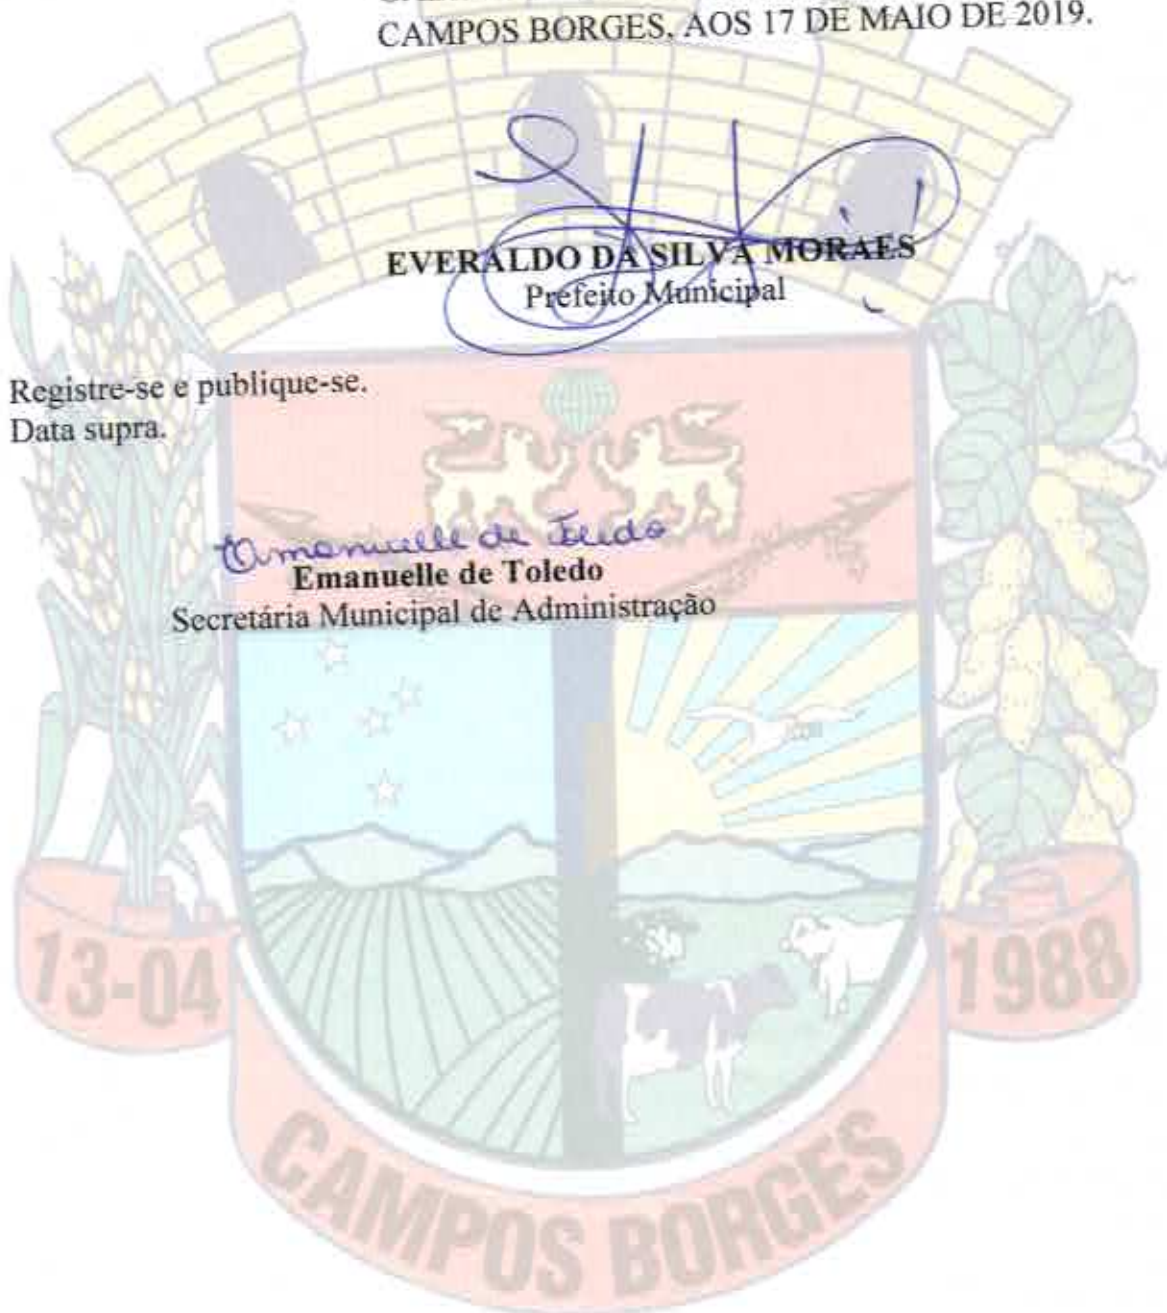 CAMPOS BORGES, AOS 17 DE MAIO DE 2019.
EVERALDO DA SILVA MORAES
Prefeito Municipal
Registre-se e publique-se.
Data supra.
Emanuelle de Toledo
Emanuelle de Toledo
Secretária Municipal de Administração
13-04
1988
CAMPOS BORGES